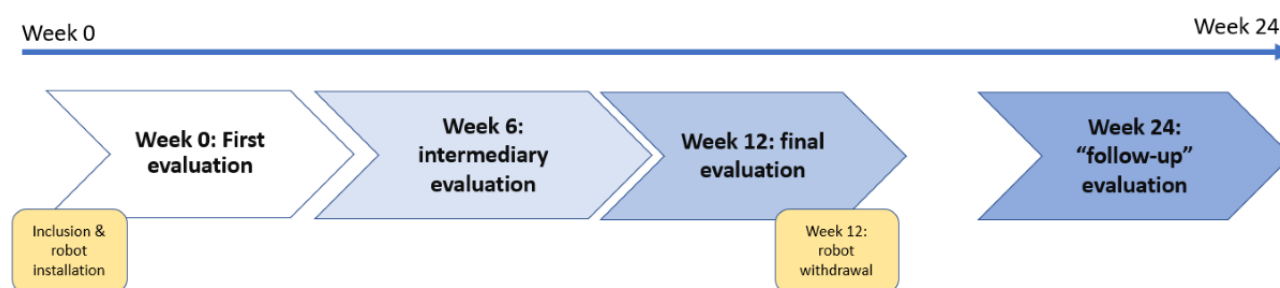 Week 0
Week 24
Week 0: First
evaluation
Week 6:
intermediary
evaluation
Week 12: final
evaluation
Week 24:
“follow-up”
evaluation
Inclusion &
robot
installation
Week 12:
robot
withdrawal